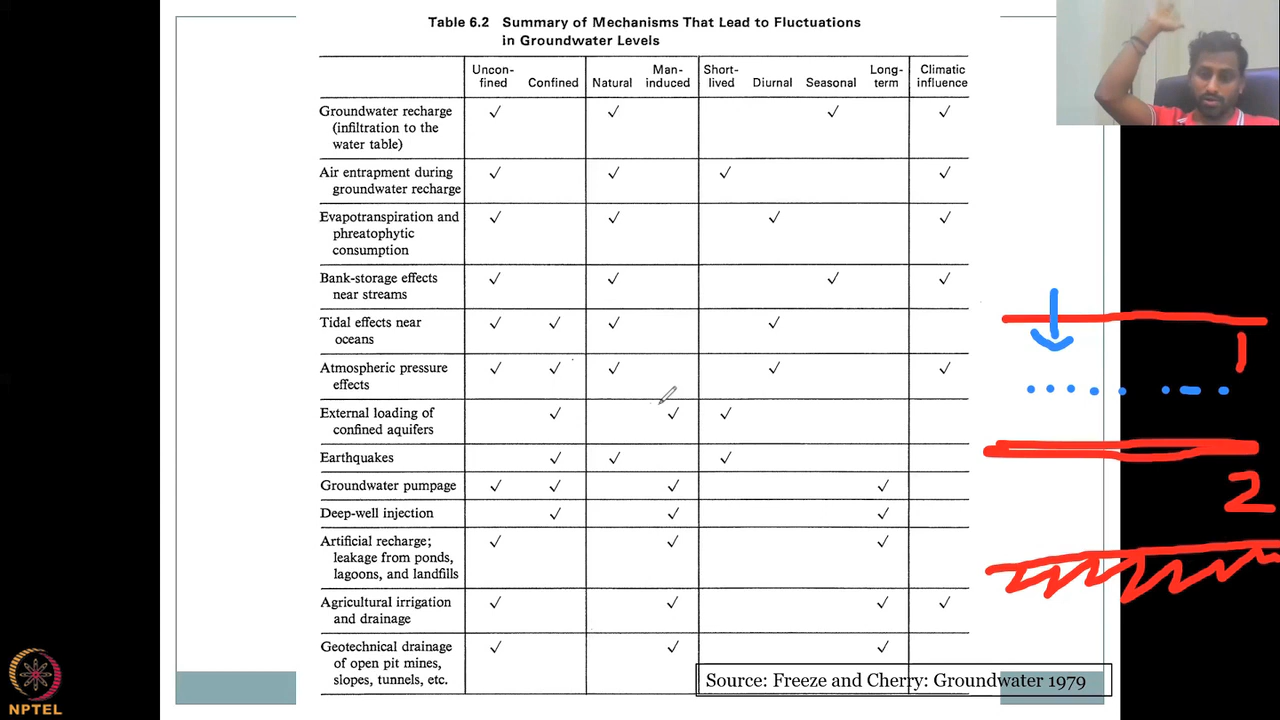 Table 6.2 Summary of Mechanisms That Lead to Fluctuations
in Groundwater Levels
Uncon-
fined
Confined
Natural
Man-
induced
Short-
lived
Diurnal
Seasonal
Long-
term
Climatic
influence
Groundwater recharge ✓ ✓ ✓ ✓
(infiltration to the
water table)
Air entrapment during ✓ ✓ ✓ ✓
groundwater recharge
Evapotranspiration and ✓ ✓ ✓ ✓
phreatophytic
consumption
Bank-storage effects ✓ ✓ ✓ ✓
near streams
Tidal effects near ✓ ✓ ✓ ✓
oceans
Atmospheric pressure ✓ ✓ ✓ ✓ ✓
effects
External loading of ✓ ✓ ✓
confined aquifers
Earthquakes ✓ ✓ ✓
Groundwater pumpage ✓ ✓ ✓ ✓
Deep-well injection ✓ ✓ ✓
Artificial recharge; ✓ ✓ ✓
leakage from ponds,
lagoons, and landfills
Agricultural irrigation ✓ ✓ ✓ ✓
and drainage
Geotechnical drainage ✓ ✓ ✓
of open pit mines,
slopes, tunnels, etc.
Source: Freeze and Cherry: Groundwater 1979
1
2
NPTEL